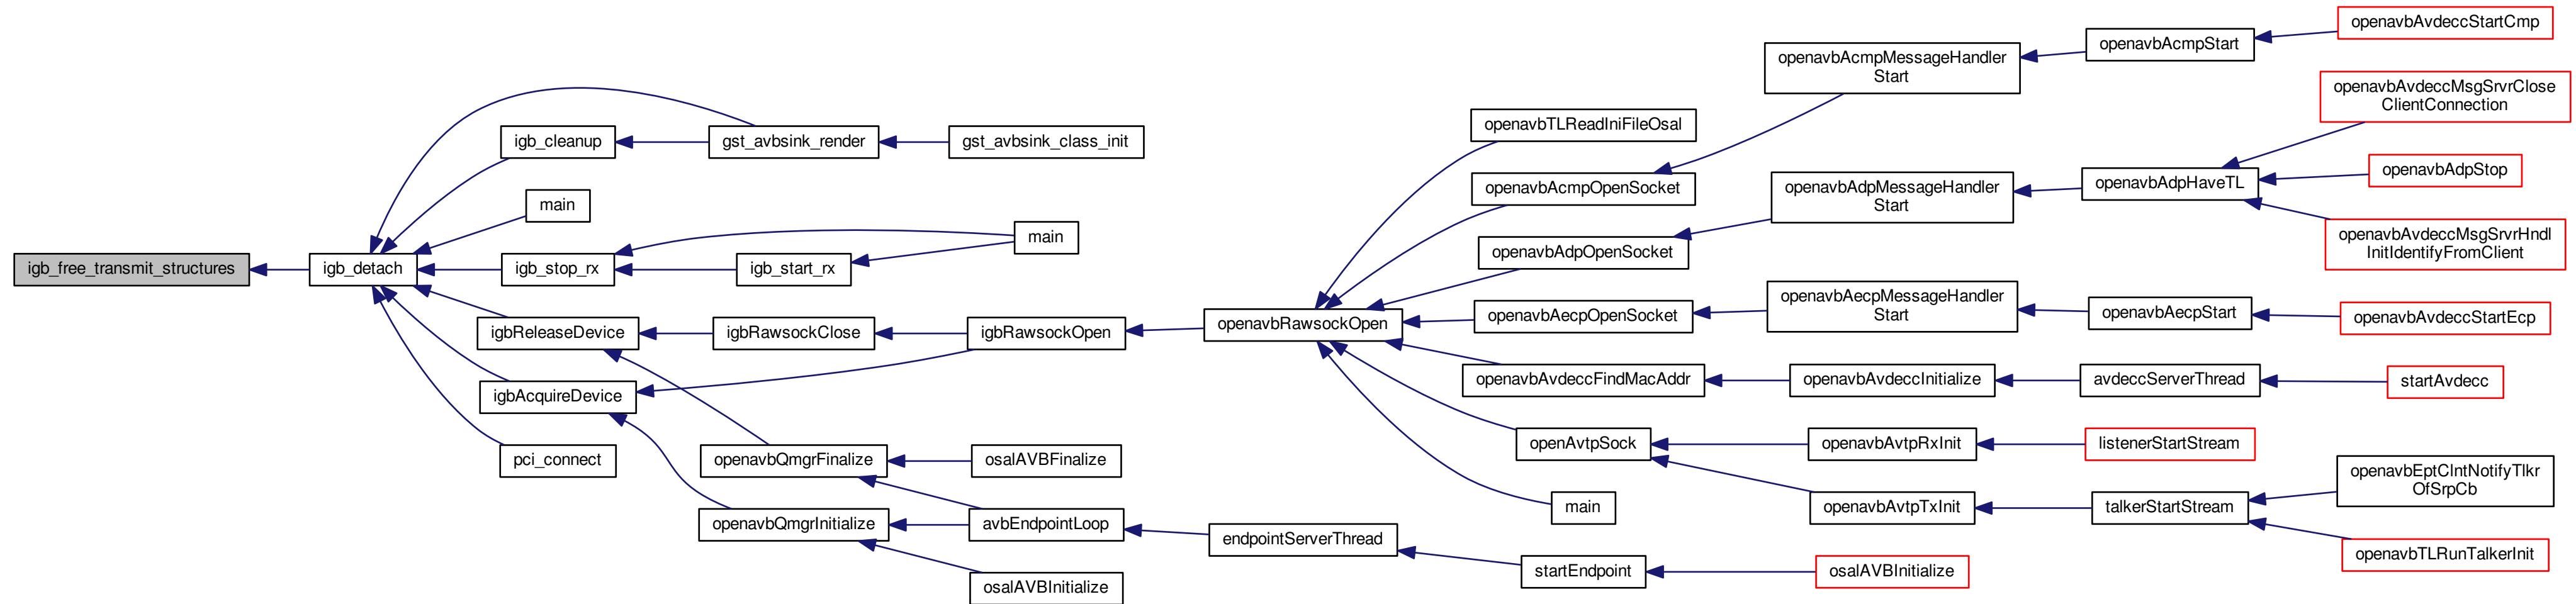 igb_free_transmit_structures
igb_detach
igb_cleanup
main
igb_stop_rx
igbReleaseDevice
igbAcquireDevice
pci_connect
gst_avbsink_render
igb_start_rx
igbRawsockClose
openavbQmgrFinalize
openavbQmgrInitialize
gst_avbsink_class_init
main
igbRawsockOpen
osalAVBFinalize
avbEndpointLoop
osalAVBInitialize
openavbRawsockOpen
endpointServerThread
openavbTLReadIniFileOsal
openavbAcmpOpenSocket
openavbAdpOpenSocket
openavbAecpOpenSocket
openavbAvdeccFindMacAddr
openAvtpSock
main
startEndpoint
openavbAcmpMessageHandler
Start
openavbAdpMessageHandler
Start
openavbAecpMessageHandler
Start
openavbAvdeccInitialize
openavbAvtpRxInit
openavbAvtpTxInit
osalAVBInitialize
openavbAcmpStart
openavbAdpHaveTL
openavbAecpStart
avdeccServerThread
listenerStartStream
talkerStartStream
openavbAvdeccStartCmp
openavbAvdeccMsgSrvrClose
ClientConnection
openavbAdpStop
openavbAvdeccMsgSrvrHndl
InitIdentifyFromClient
openavbAvdeccStartEcp
startAvdecc
openavbEptClntNotifyTlkr
OfSrpCb
openavbTLRunTalkerInit